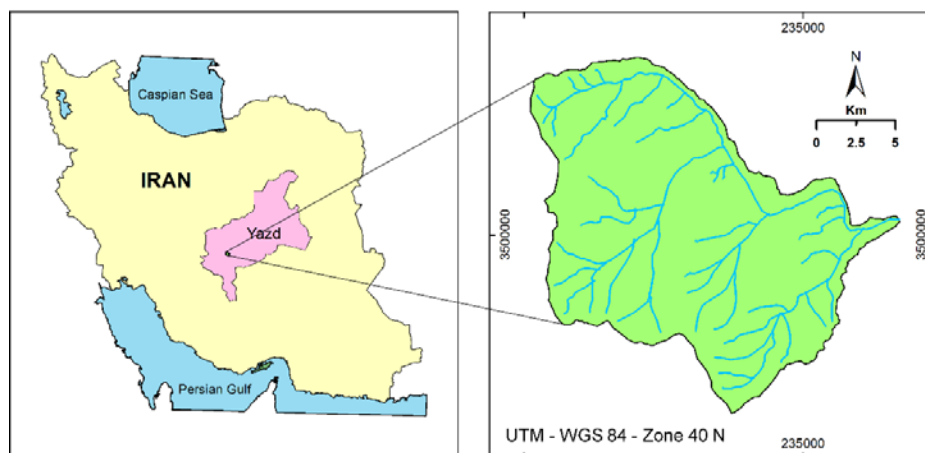 Caspian Sea
IRAN
Yazd
Persian Gulf
235000
N
Km
0 2.5 5
3500000
3500000
UTM - WGS 84 - Zone 40 N
235000